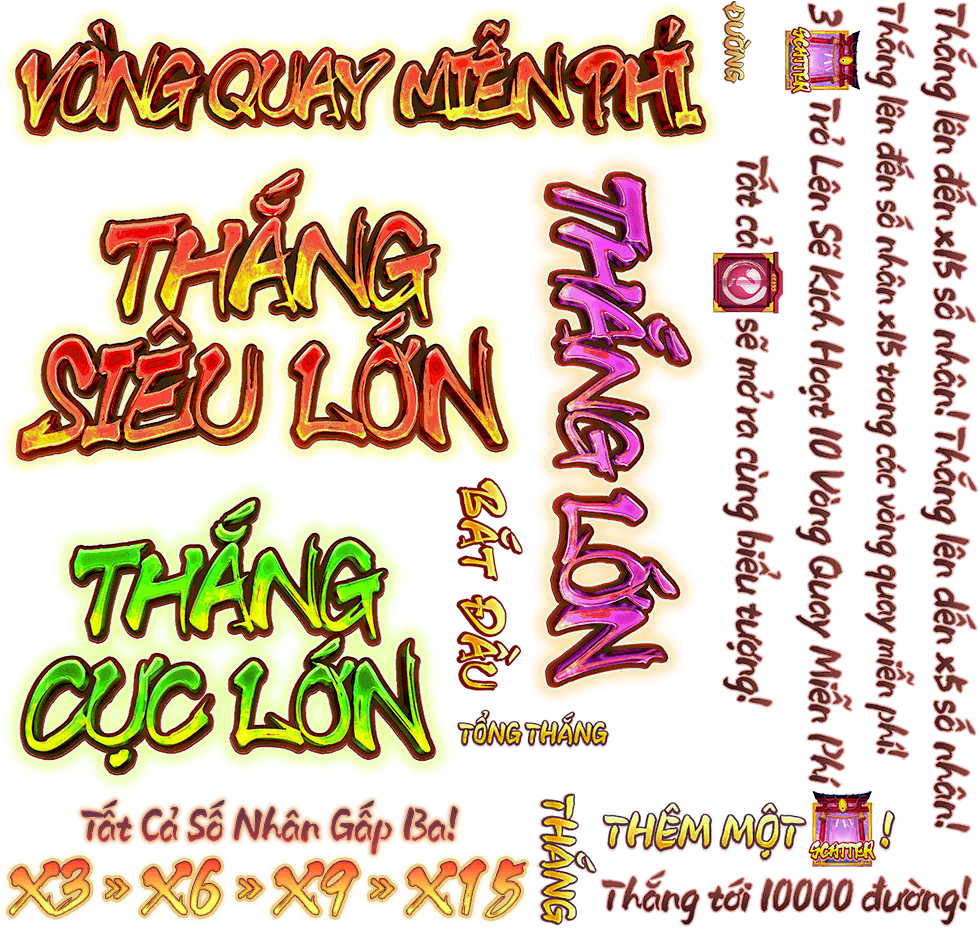 VÒNG QUAY MIỄN PHÍ
THẮNG
SIÊU LỚN
THẮNG
CỰC LỚN
BẮT ĐẦU
THẮNG LỚN
TỔNG THẮNG
Tất Cả Số Nhân Gấp Ba!
X3 » X6 » X9 » X15
THẮNG
THÊM MỘT SCATTER !
Thắng tới 10000 đường!
ĐƯỜNG
Tất cả sẽ mở ra cùng biểu tượng!
3 SCATTER Trở Lên Sẽ Kích Hoạt 10 Vòng Quay Miễn Phí
Thắng lên đến số nhân x15 trong các vòng quay miễn phí!
Thắng lên đến x15 số nhân! Thắng lên đến x5 số nhân!